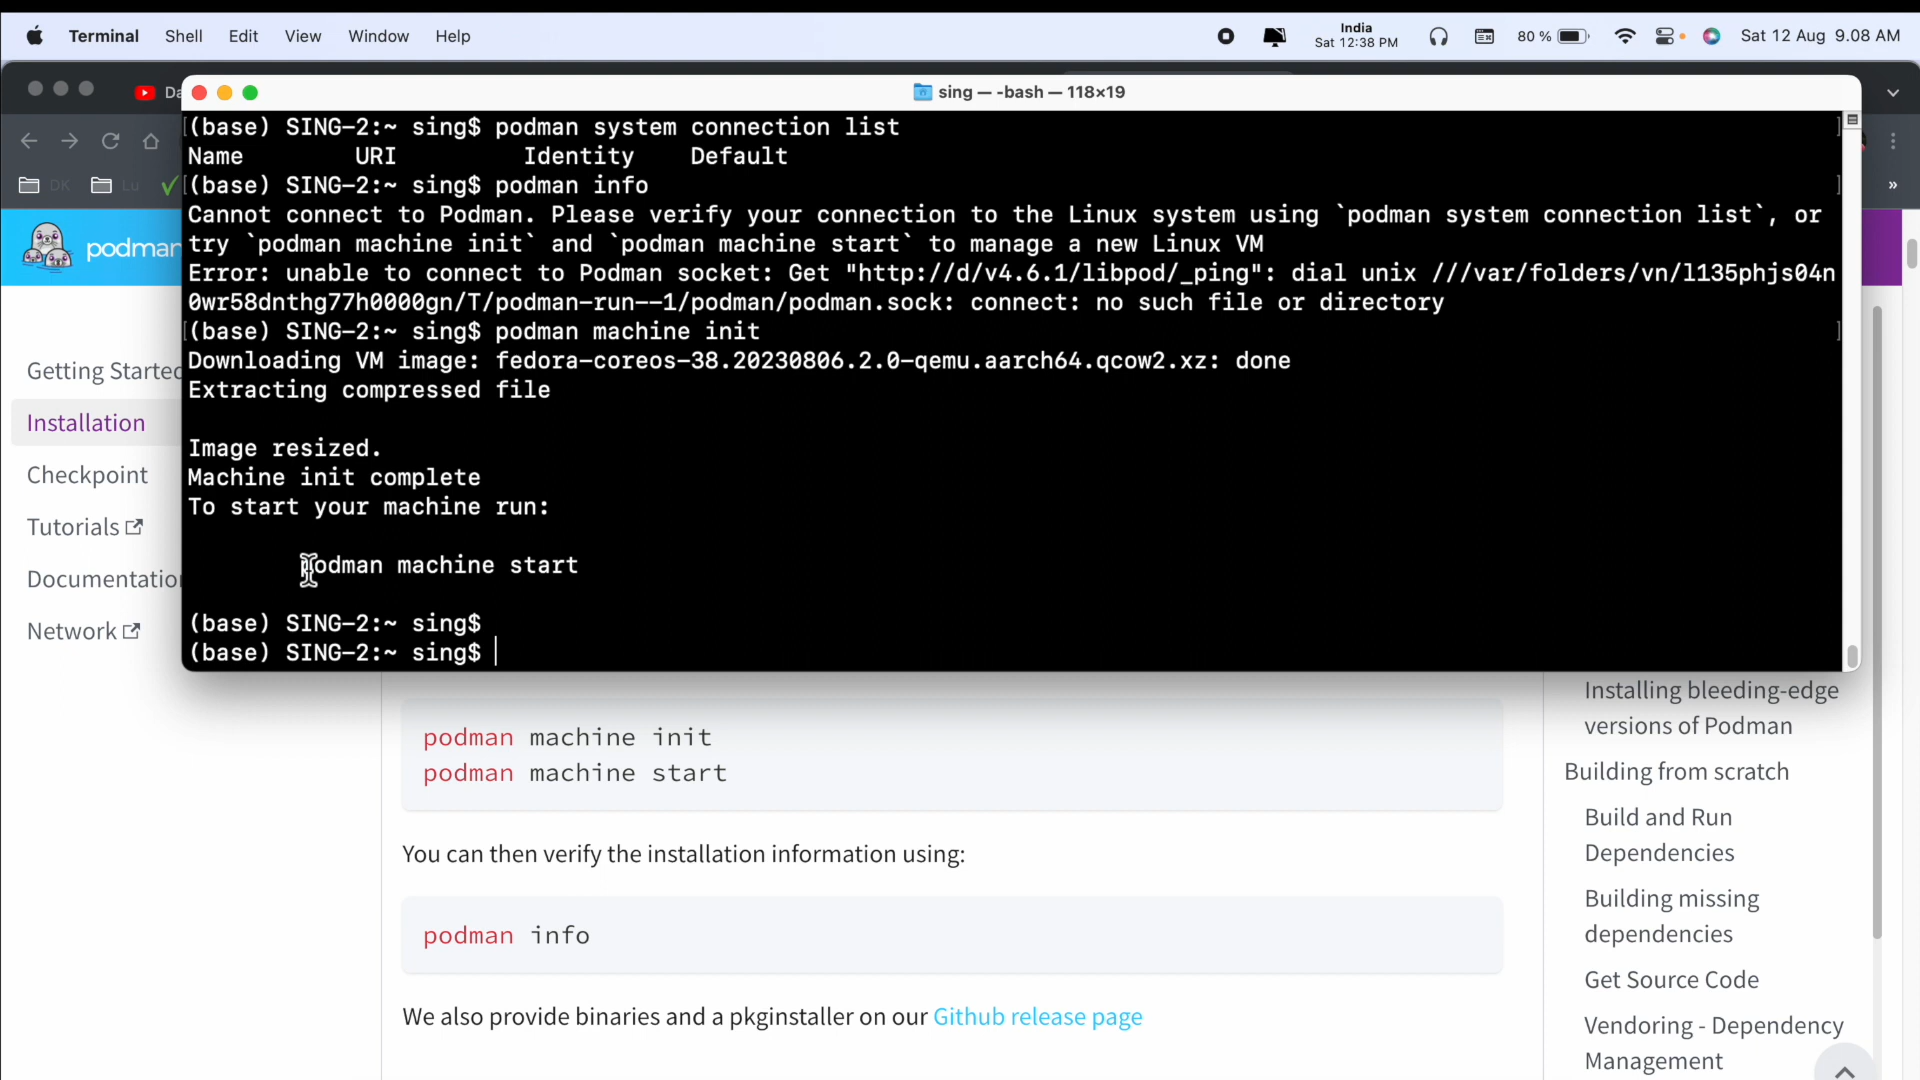 Terminal Shell Edit View Window Help
India
Sat 12:38 PM
80 %
Sat 12 Aug 9.08 AM
sing — -bash — 118×19
DK
Lu
»
podman
(base) SING-2:~ sing$ podman system connection list
Name URI Identity Default
(base) SING-2:~ sing$ podman info
Cannot connect to Podman. Please verify your connection to the Linux system using `podman system connection list`, or
try `podman machine init` and `podman machine start` to manage a new Linux VM
Error: unable to connect to Podman socket: Get "http://d/v4.6.1/libpod/_ping": dial unix ///var/folders/vn/l135phjs04n
0wr58dnthg77h0000gn/T/podman-run--1/podman/podman.sock: connect: no such file or directory
(base) SING-2:~ sing$ podman machine init
Downloading VM image: fedora-coreos-38.20230806.2.0-qemu.aarch64.qcow2.xz: done
Extracting compressed file
Image resized.
Machine init complete
To start your machine run:
podman machine start
(base) SING-2:~ sing$
(base) SING-2:~ sing$
Getting Started
Installation
Checkpoint
Tutorials
Documentation
Network
podman machine init
podman machine start
You can then verify the installation information using:
podman info
We also provide binaries and a pkginstaller on our Github release page
Installing bleeding-edge
versions of Podman
Building from scratch
Build and Run
Dependencies
Building missing
dependencies
Get Source Code
Vendoring - Dependency
Management